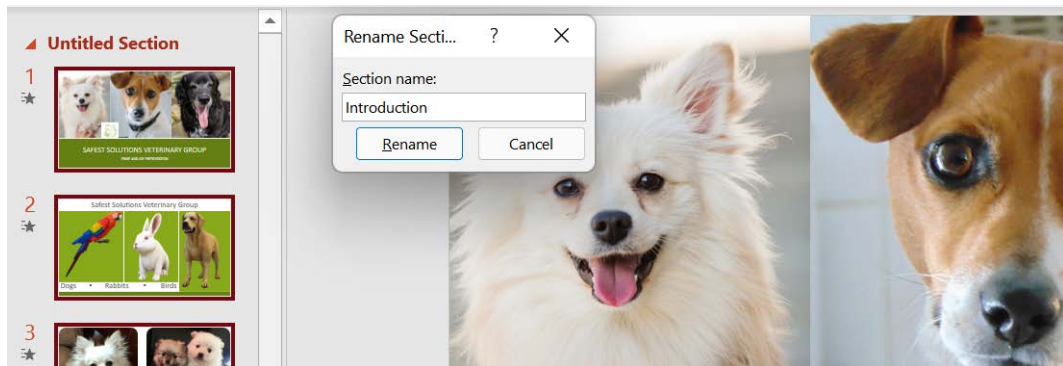 Untitled Section
1
SAFEST SOLUTIONS VETERINARY GROUP
2
Safest Solutions Veterinary Group
Dogs • Rabbits • Birds
3
Rename Secti... ? X
Section name:
Introduction
Rename Cancel